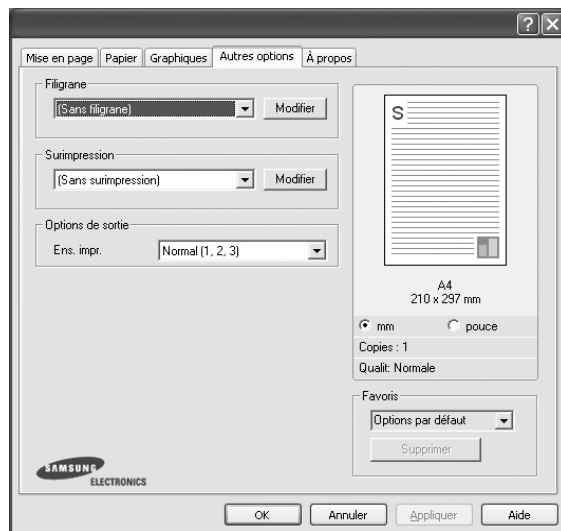 Mise en page Papier Graphiques Autres options À propos
Filigrane
(Sans filigrane) Modifier
Surimpression
(Sans surimpression) Modifier
Options de sortie
Ens. impr. Normal (1, 2, 3)
S
A4
210 x 297 mm
mm pouce
Copies : 1
Qualit: Normale
Favoris
Options par défaut
Supprimer
SAMSUNG
ELECTRONICS
OK Annuler Appliquer Aide